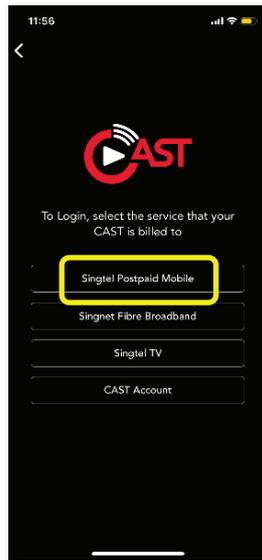 11:56
CAST
To Login, select the service that your
CAST is billed to
Singtel Postpaid Mobile
Singnet Fibre Broadband
Singtel TV
CAST Account